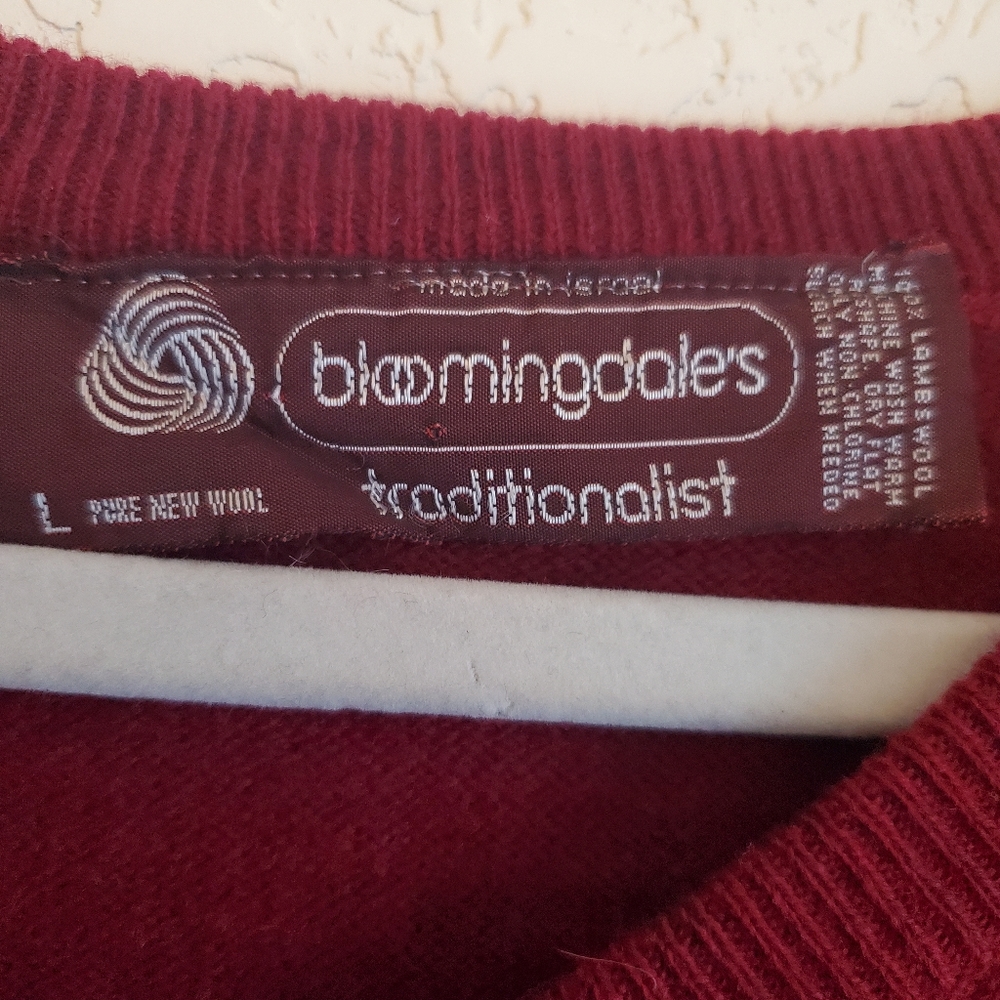 made in israel
bloomingdale's
traditionalist
L PURE NEW WOOL
100% LAMBSWOOL
MACHINE WASH WARM
RESHAPE. DRY FLAT
ONLY NON CHLORINE
BLEACH WHEN NEEDED